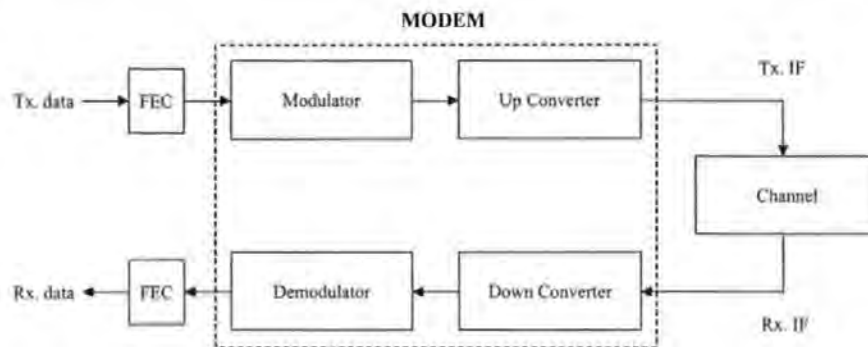 MODEM
Tx. data
FEC
Modulator
Up Converter
Tx. IF
Channel
Rx. data
FEC
Demodulator
Down Converter
Rx. IF